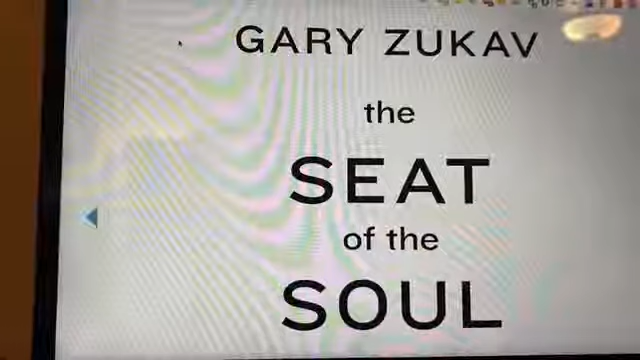 GARY ZUKAV
the
SEAT
of the
SOUL